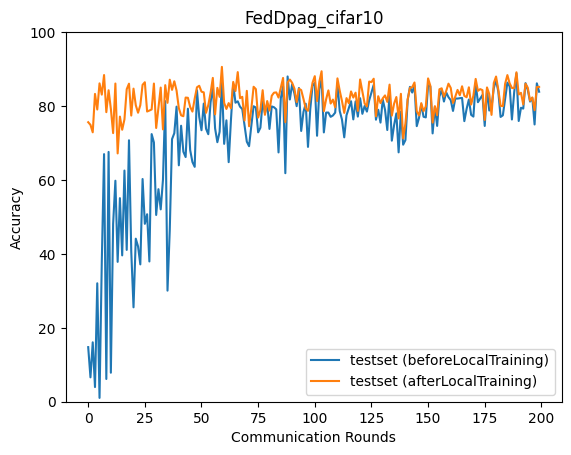 FedDpag_cifar10
Accuracy
100
80
60
40
20
0
0 25 50 75 100 125 150 175 200
Communication Rounds
testset (beforeLocalTraining)
testset (afterLocalTraining)